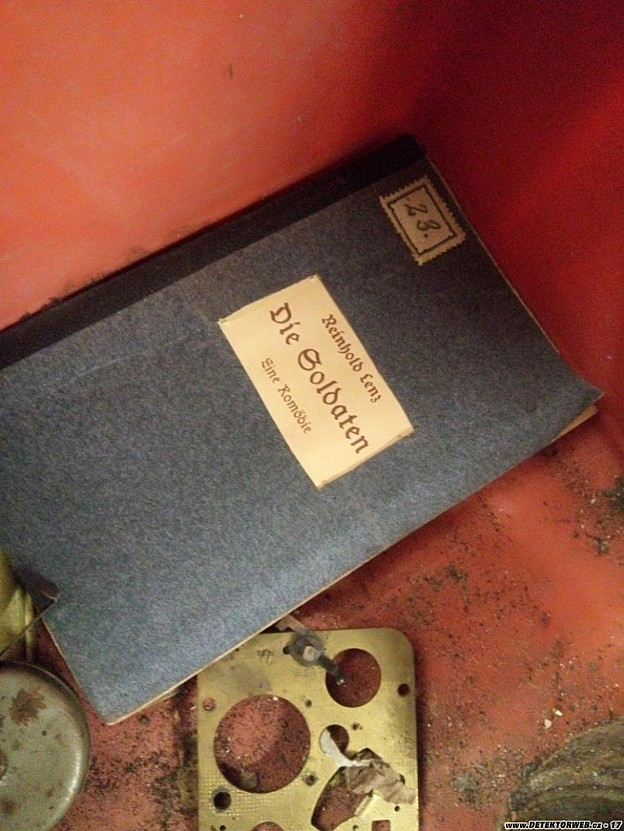 23.
Reinhold Lenz
Die Soldaten
Eine Komödie
www.DETEKTORWEB.cz • 17